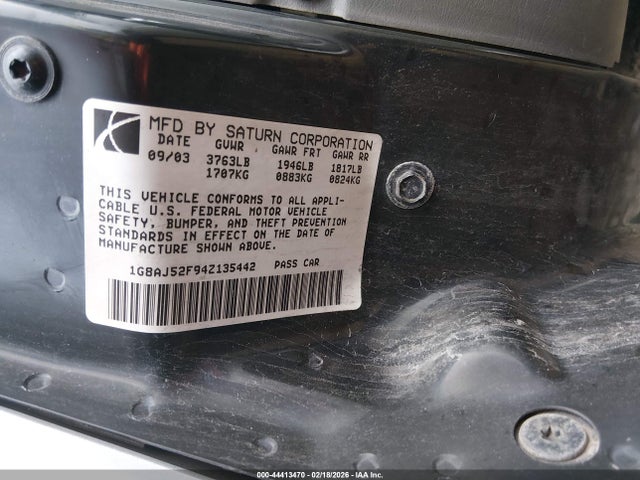 MFD BY SATURN CORPORATION
DATE GVWR GAWR FRT GAWR RR
09/03 3763LB 1946LB 1817LB
1707KG 0883KG 0824KG
THIS VEHICLE CONFORMS TO ALL APPLI-
CABLE U.S. FEDERAL MOTOR VEHICLE
SAFETY, BUMPER, AND THEFT PREVENTION
STANDARDS IN EFFECT ON THE DATE OF
MANUFACTURE SHOWN ABOVE.
1G8AJ52F94Z135442 PASS CAR
000-44413470 • 02/18/2026 • IAA Inc.